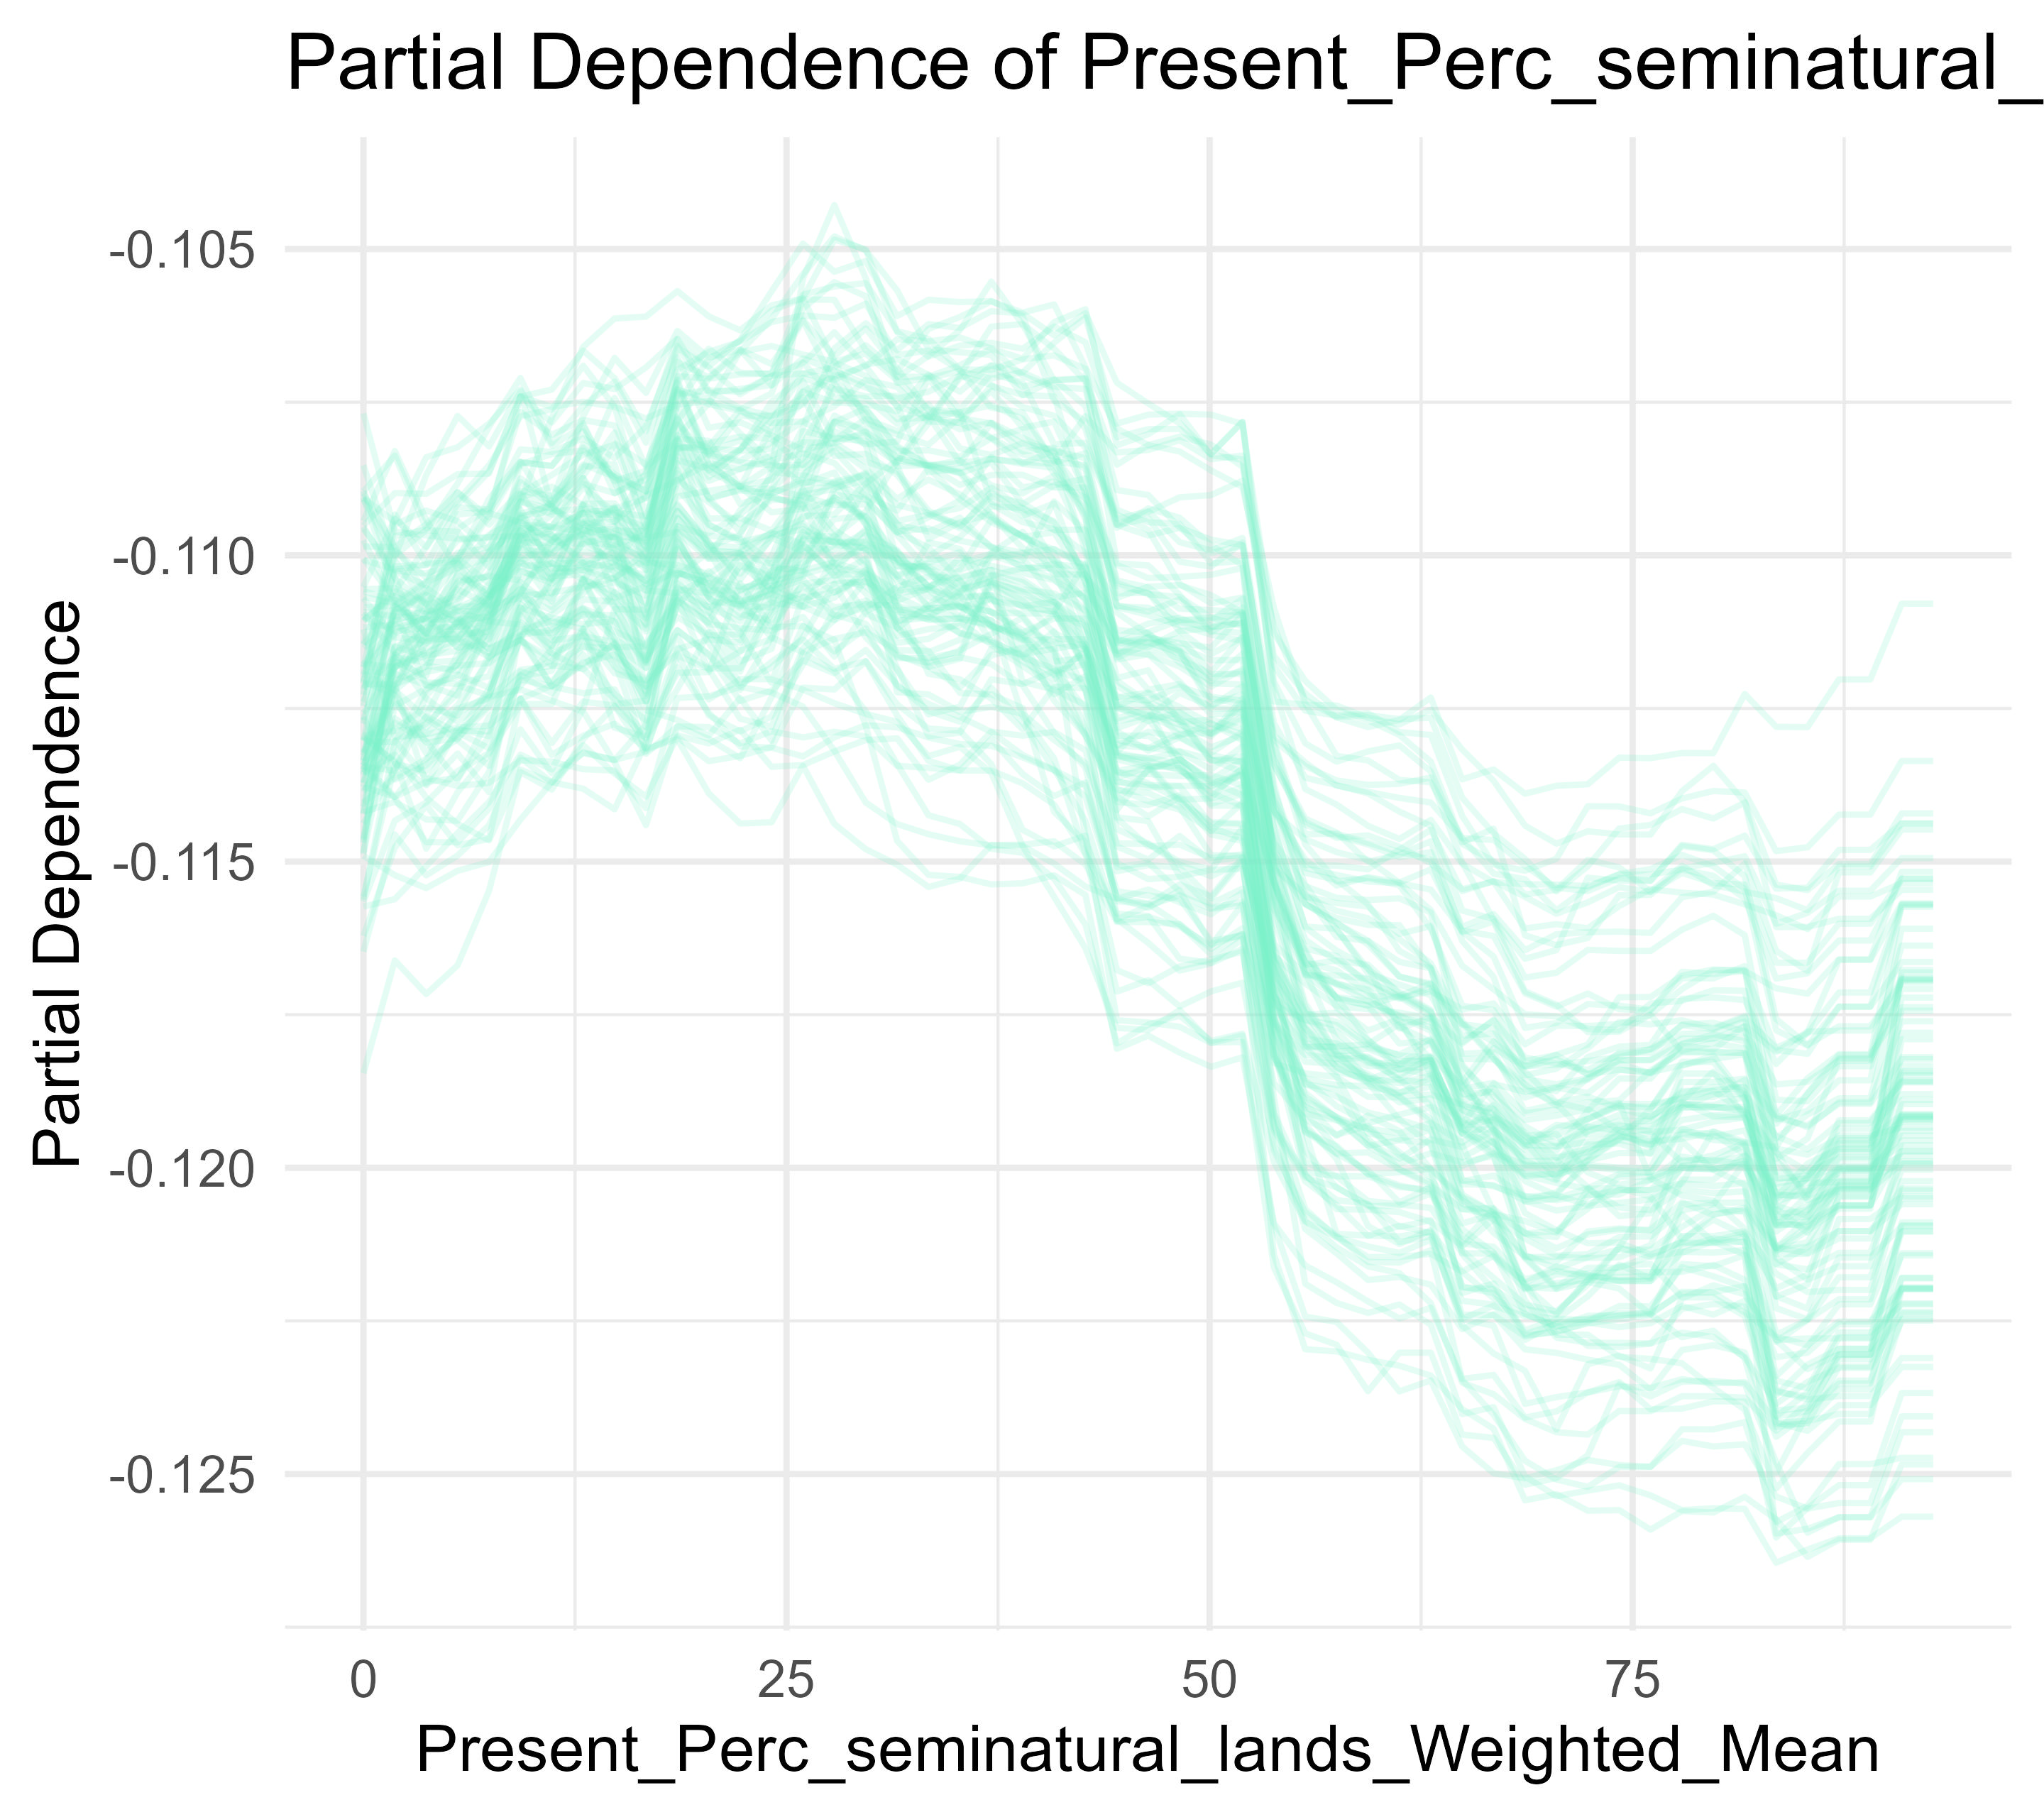 Partial Dependence of Present_Perc_seminatural_
Partial Dependence
-0.105
-0.110
-0.115
-0.120
-0.125
0 25 50 75
Present_Perc_seminatural_lands_Weighted_Mean